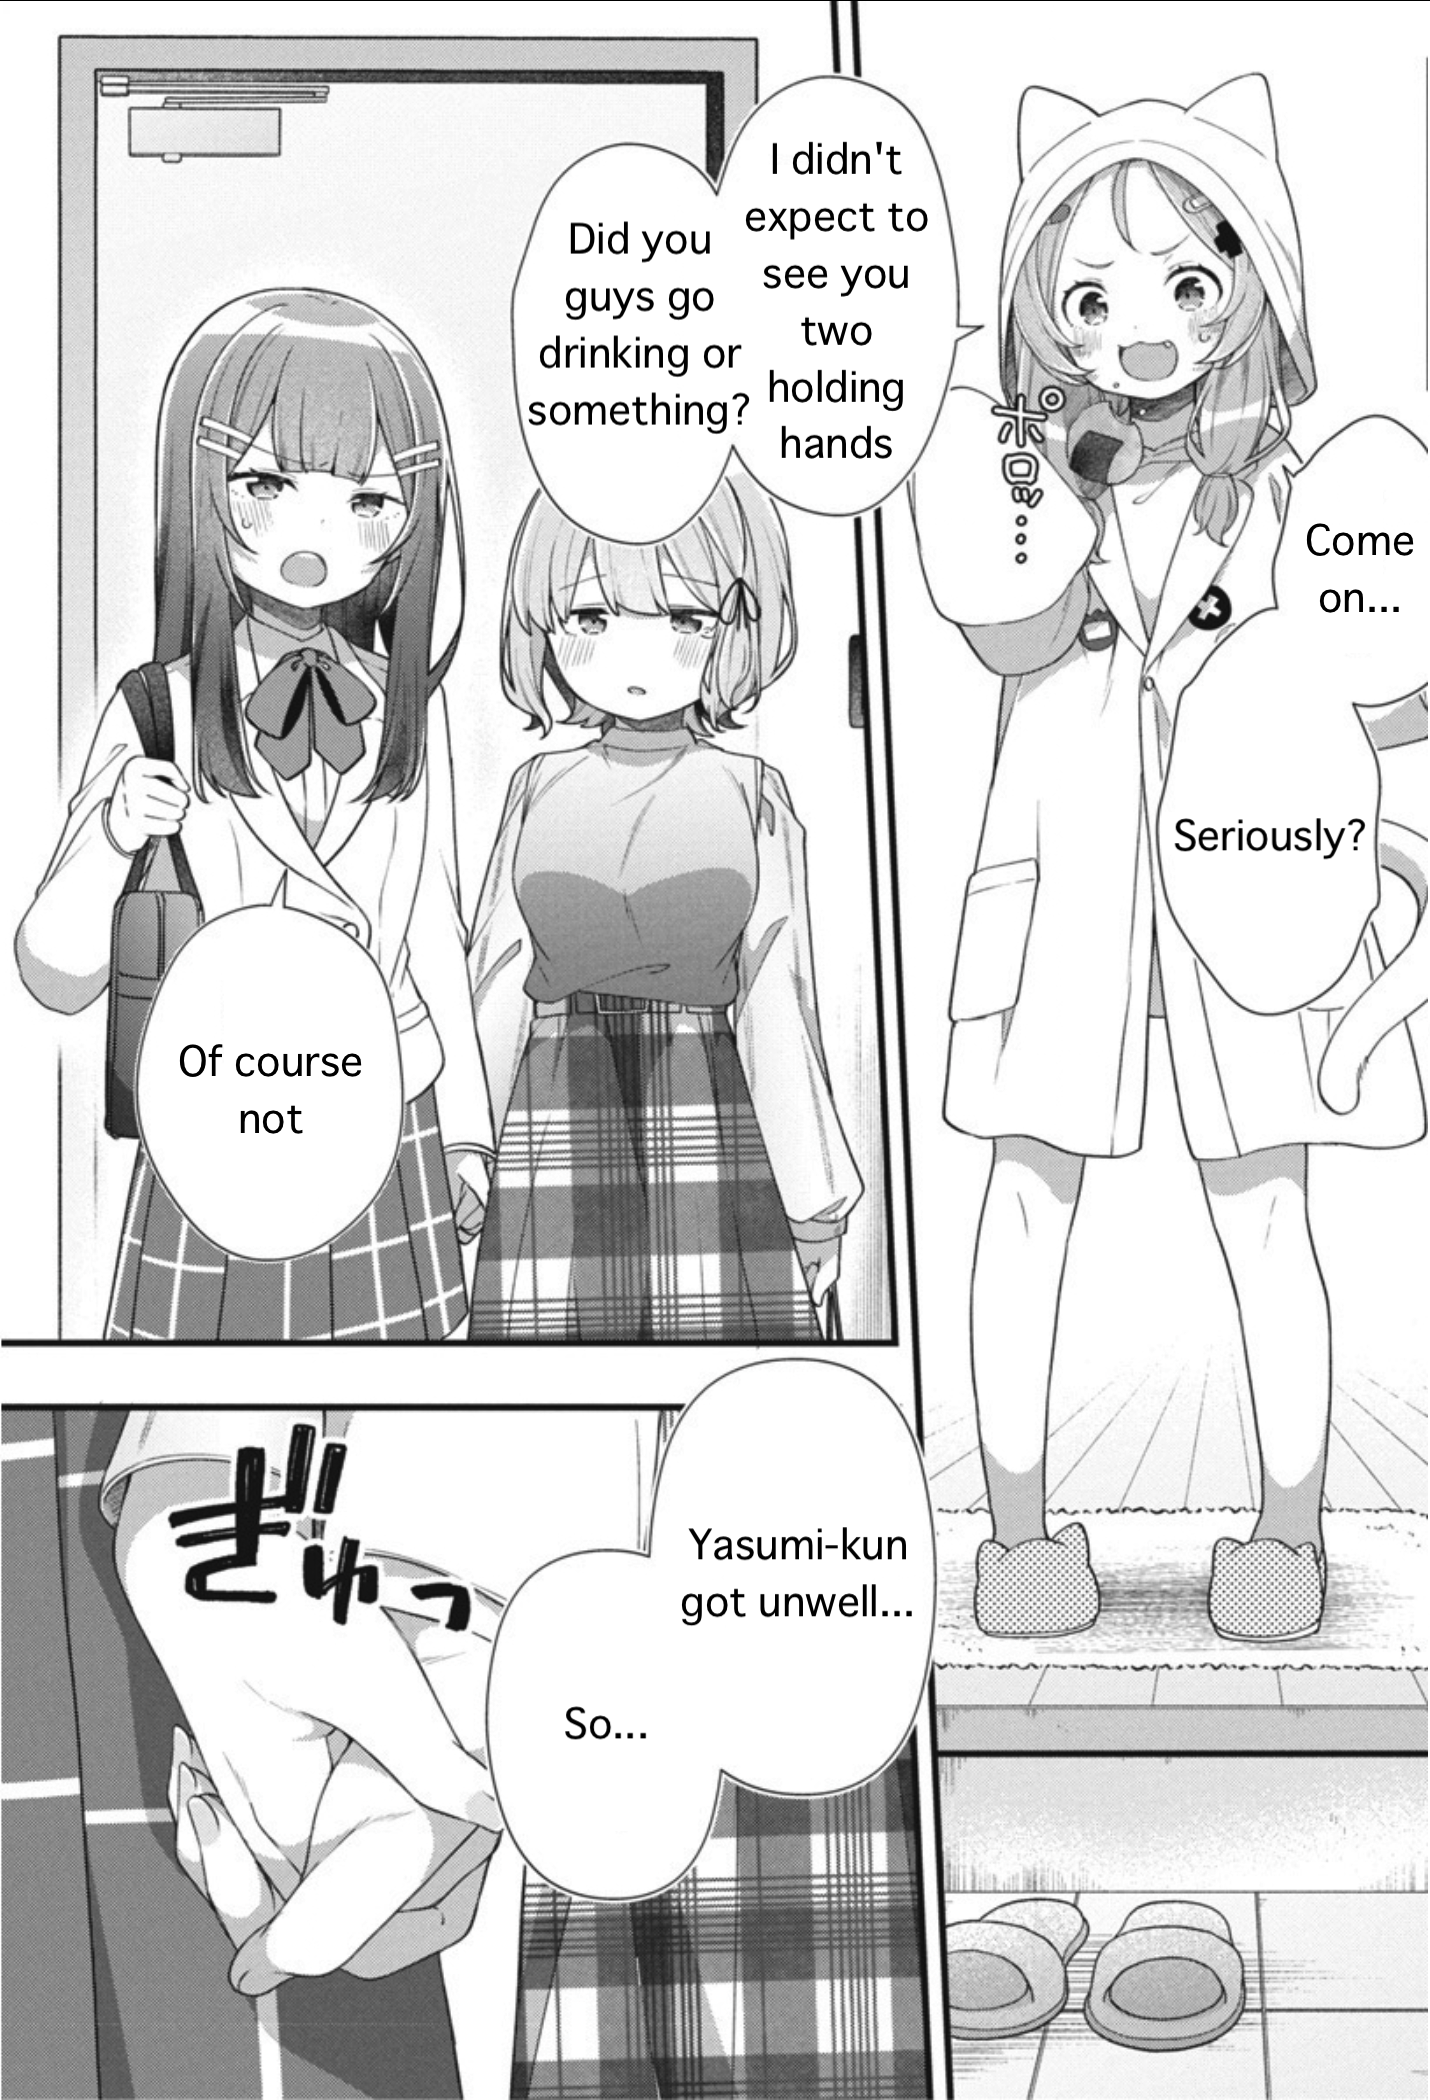 Come
on...
Seriously?
ポロッ…
I didn't
expect to
see you
two
holding
hands
Did you
guys go
drinking or
something?
Of course
not
Yasumi-kun
got unwell...
So...
ぎゅっ